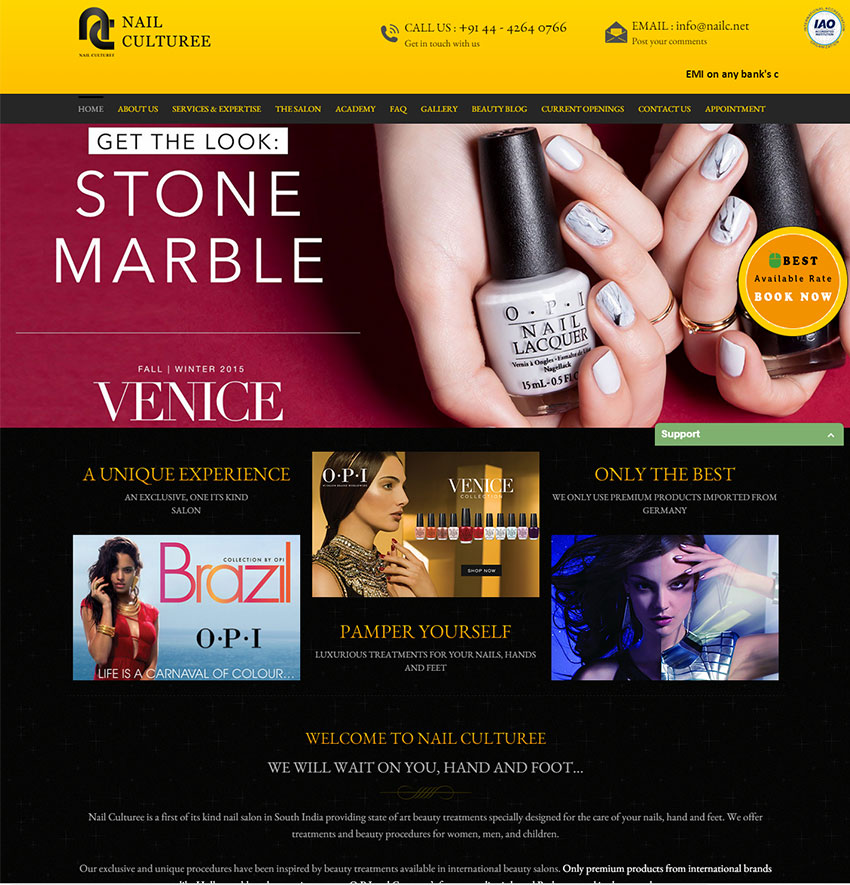 NAIL
CULTUREE
NAIL CULTUREE
CALL US : +91 44 - 4264 0766
Get in touch with us
EMAIL : info@nailc.net
Post your comments
IAO
EMI on any bank's c
HOME ABOUT US SERVICES & EXPERTISE THE SALON ACADEMY FAQ GALLERY BEAUTY BLOG CURRENT OPENINGS CONTACT US APPOINTMENT
GET THE LOOK:
STONE
MARBLE
FALL | WINTER 2015
VENICE
O·P·I
NAIL
LACQUER
Vernis à Ongles - Esmalte de
Nagellack
15 mL - 0.5 Fl
BEST
Available Rate
BOOK NOW
Support
A UNIQUE EXPERIENCE
AN EXCLUSIVE, ONE ITS KIND
SALON
COLLECTION BY OPI
Brazil
O·P·I
LIFE IS A CARNAVAL OF COLOUR...
O·P·I
VENICE
COLLECTION
SHOP NOW
PAMPER YOURSELF
LUXURIOUS TREATMENTS FOR YOUR NAILS, HANDS
AND FEET
ONLY THE BEST
WE ONLY USE PREMIUM PRODUCTS IMPORTED FROM
GERMANY
WELCOME TO NAIL CULTUREE
WE WILL WAIT ON YOU, HAND AND FOOT...
Nail Culturee is a first of its kind nail salon in South India providing state of art beauty treatments specially designed for the care of your nails, hand and feet. We offer
treatments and beauty procedures for women, men, and children.
Our exclusive and unique procedures have been inspired by beauty treatments available in international beauty salons. Only premium products from international brands